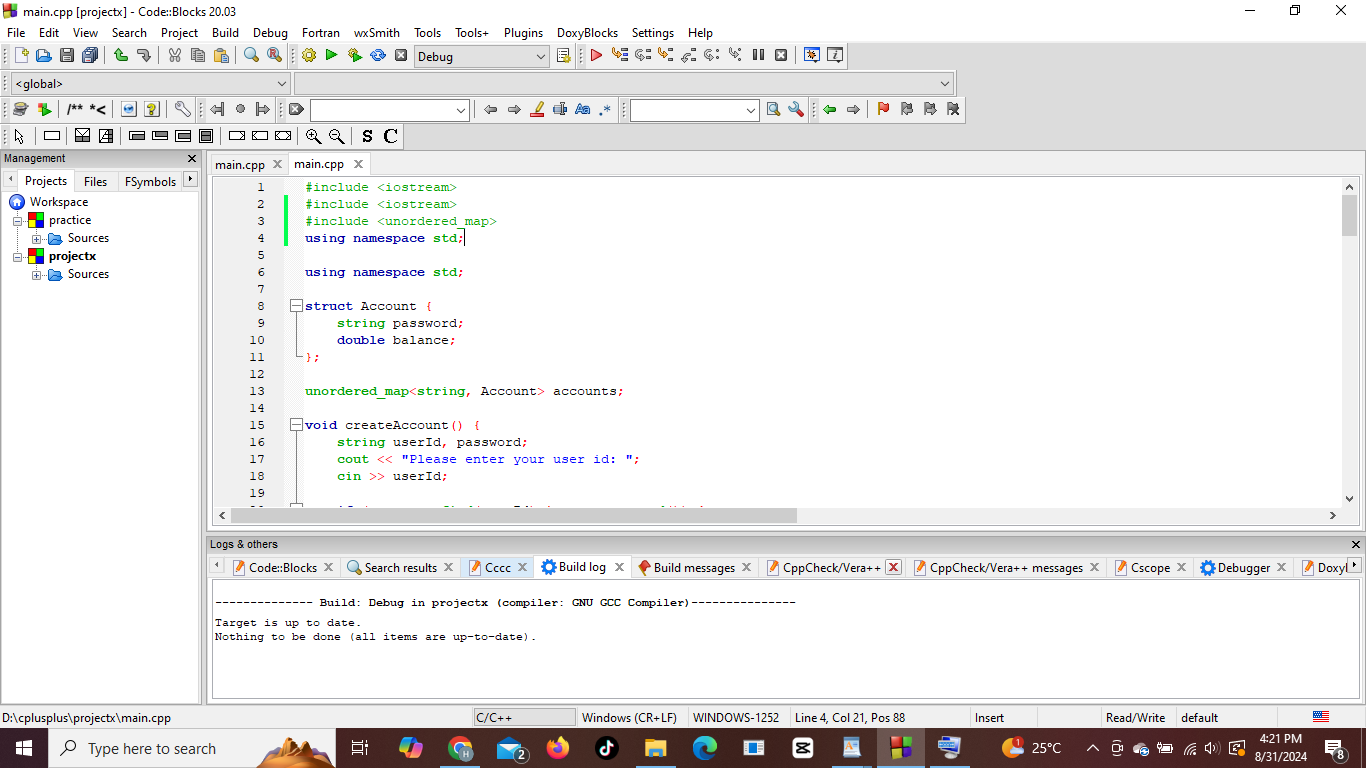 main.cpp [projectx] - Code::Blocks 20.03
File Edit View Search Project Build Debug Fortran wxSmith Tools Tools+ Plugins DoxyBlocks Settings Help
Debug
<global>
/** *<
Aa .*
S C
Management
Projects Files FSymbols
Workspace
practice
Sources
projectx
Sources
main.cpp main.cpp
1 #include <iostream>
2 #include <iostream>
3 #include <unordered_map>
4 using namespace std;
5
6 using namespace std;
7
8 struct Account {
9 string password;
10 double balance;
11 };
12
13 unordered_map<string, Account> accounts;
14
15 void createAccount() {
16 string userId, password;
17 cout << "Please enter your user id: ";
18 cin >> userId;
19
Logs & others
Code::Blocks Search results Cccc Build log Build messages CppCheck/Vera++ CppCheck/Vera++ messages Cscope Debugger Doxyl
-------------- Build: Debug in projectx (compiler: GNU GCC Compiler)---------------
Target is up to date.
Nothing to be done (all items are up-to-date).
D:\cplusplus\projectx\main.cpp C/C++ Windows (CR+LF) WINDOWS-1252 Line 4, Col 21, Pos 88 Insert Read/Write default
Type here to search
2
1
25°C
4:21 PM
8/31/2024
8